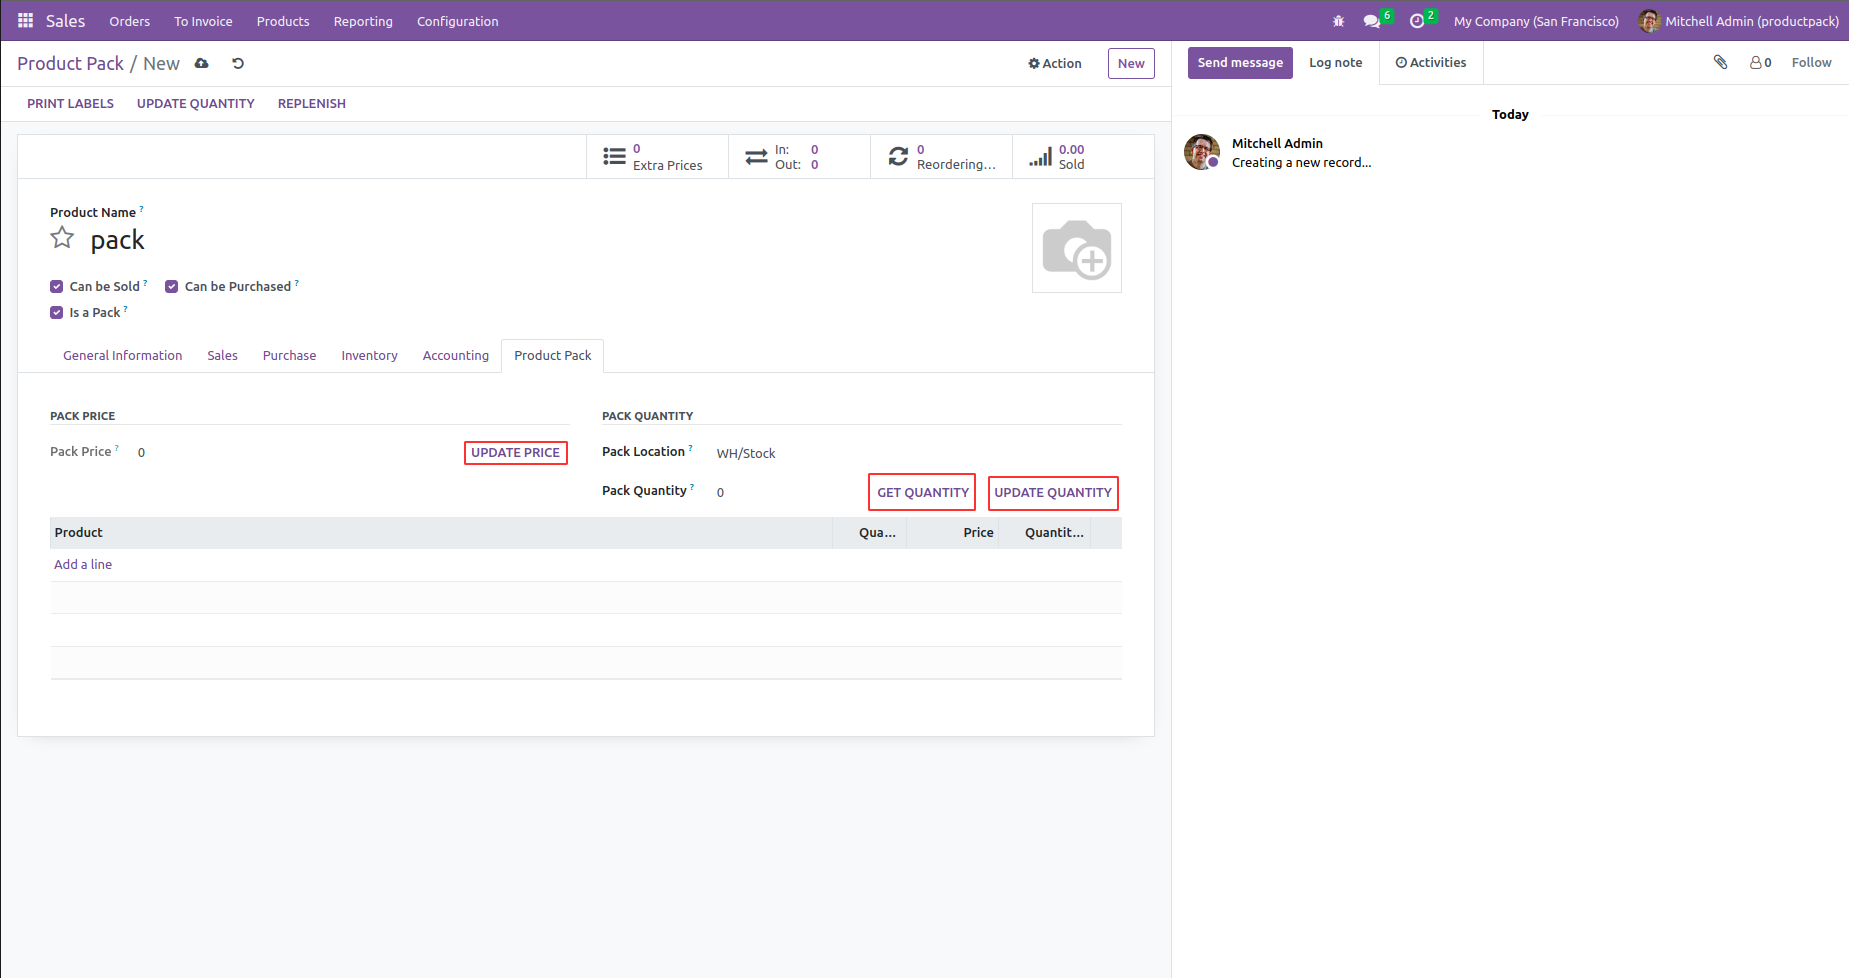 Sales Orders To Invoice Products Reporting Configuration 6 2 My Company (San Francisco) Mitchell Admin (productpack)
Product Pack / New Action New
PRINT LABELS UPDATE QUANTITY REPLENISH
0
Extra Prices
In: 0
Out: 0
0
Reordering...
0.00
Sold
Product Name ?
pack
Can be Sold ? Can be Purchased ?
Is a Pack ?
General Information Sales Purchase Inventory Accounting Product Pack
PACK PRICE
Pack Price ? 0 UPDATE PRICE
PACK QUANTITY
Pack Location ? WH/Stock
Pack Quantity ? 0 GET QUANTITY UPDATE QUANTITY
Product Qua... Price Quantit...
Add a line
Send message Log note Activities 0 Follow
Today
Mitchell Admin
Creating a new record...